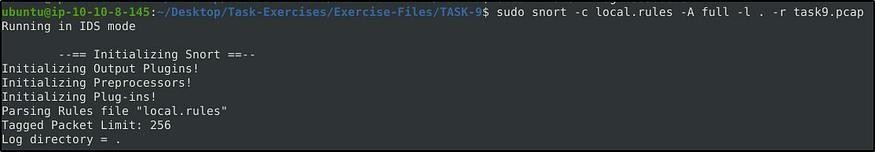 ubuntu@ip-10-10-8-145:~/Desktop/Task-Exercises/Exercise-Files/TASK-9$ sudo snort -c local.rules -A full -l . -r task9.pcap
Running in IDS mode
--== Initializing Snort ==--
Initializing Output Plugins!
Initializing Preprocessors!
Initializing Plug-ins!
Parsing Rules file "local.rules"
Tagged Packet Limit: 256
Log directory = .